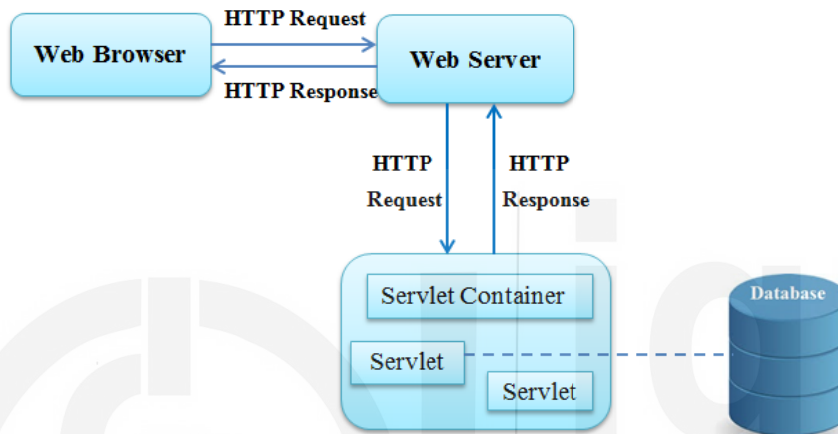 HTTP Request
Web Browser
Web Server
HTTP Response
HTTP
Request
HTTP
Response
Servlet Container
Database
Servlet
Servlet